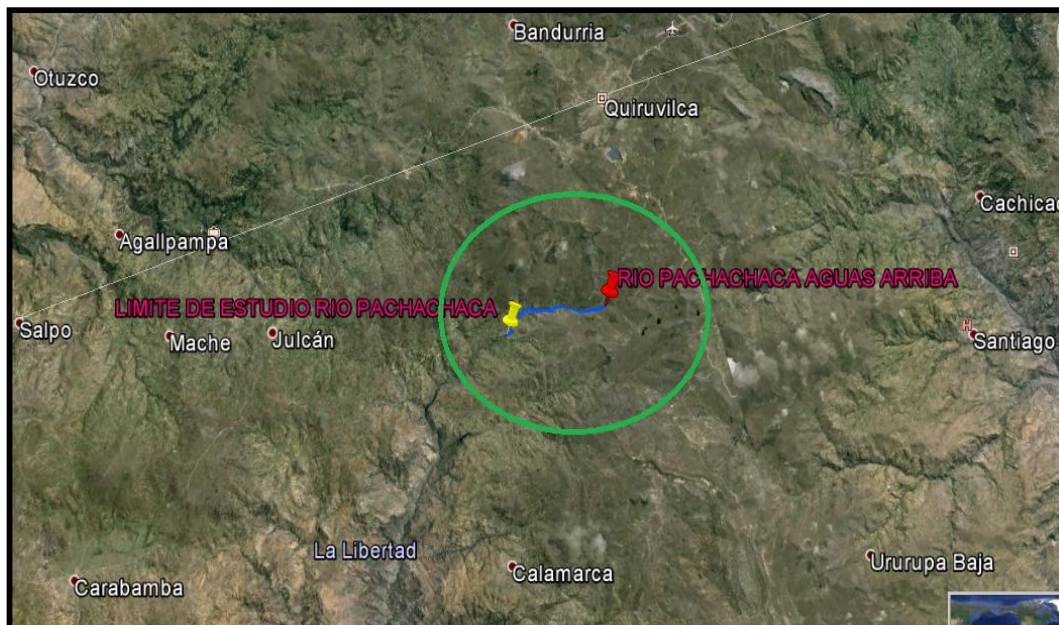 Bandurria
Otuzco
Quiruvilca
Cachicad
Agallpampa
RIO PACHACHACA AGUAS ARRIBA
LIMITE DE ESTUDIO RIO PACHACHACA
Salpo
Mache
Julcán
H
Santiago
La Libertad
Calamarca
Ururupa Baja
Carabamba